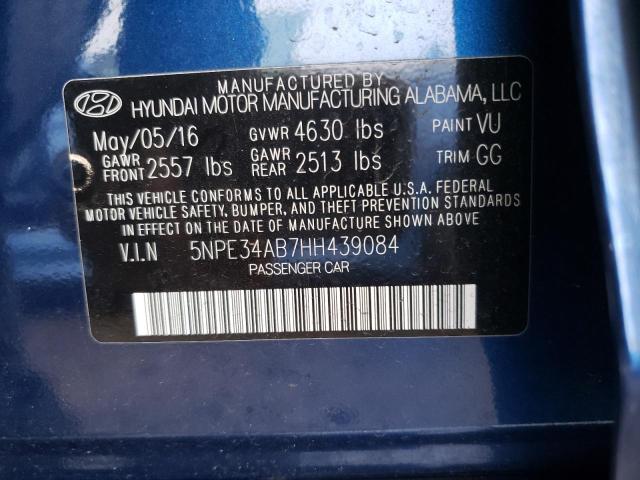 MANUFACTURED BY
HYUNDAI MOTOR MANUFACTURING ALABAMA, LLC
May/05/16 GVWR 4630 lbs PAINT VU
GAWR FRONT 2557 lbs GAWR REAR 2513 lbs TRIM GG
THIS VEHICLE CONFORMS TO ALL APPLICABLE U.S.A. FEDERAL
MOTOR VEHICLE SAFETY, BUMPER, AND THEFT PREVENTION STANDARDS
IN EFFECT ON THE DATE OF MANUFACTURE SHOWN ABOVE.
V.I.N 5NPE34AB7HH439084
PASSENGER CAR